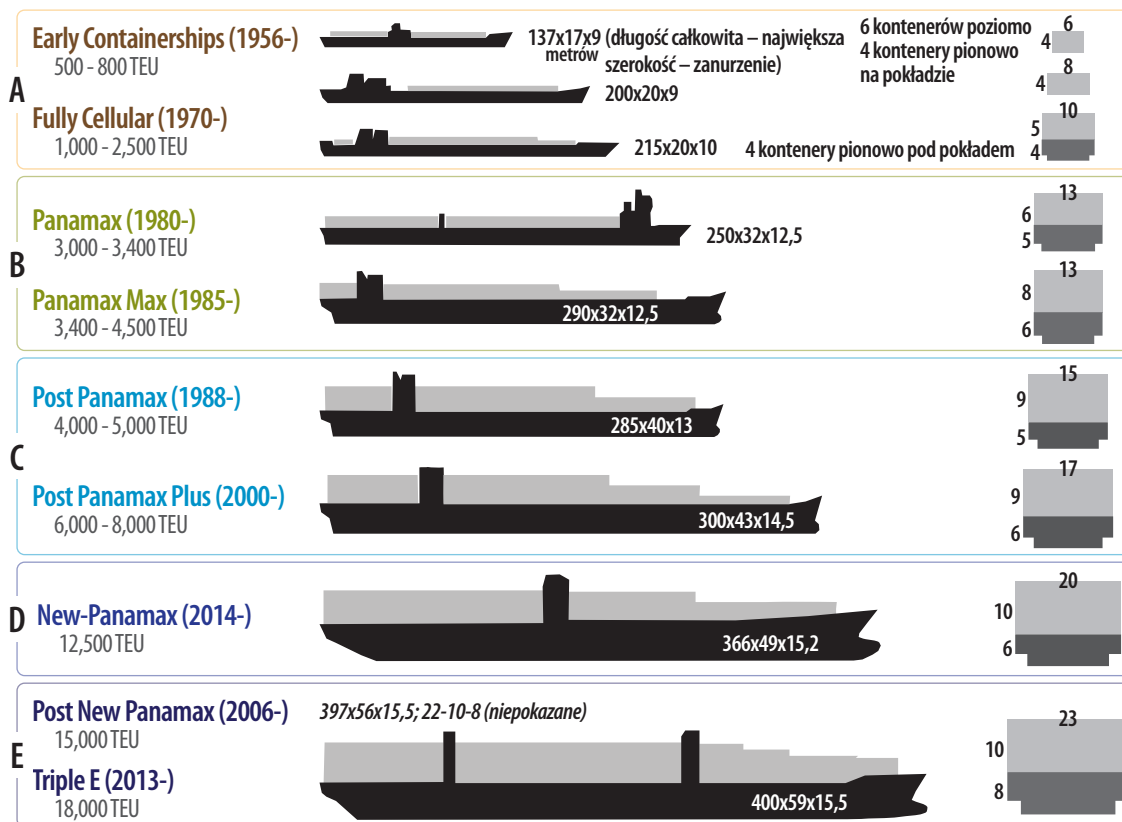 A
Early Containerships (1956-)
500 - 800 TEU
137x17x9 (długość całkowita – największa
metrów szerokość – zanurzenie)
6 kontenerów poziomo
4 kontenery pionowo
na pokładzie
6
4
200x20x9
8
4
Fully Cellular (1970-)
1,000 - 2,500 TEU
215x20x10
4 kontenery pionowo pod pokładem
10
5
4
B
Panamax (1980-)
3,000 - 3,400 TEU
250x32x12,5
13
6
5
Panamax Max (1985-)
3,400 - 4,500 TEU
290x32x12,5
13
8
6
C
Post Panamax (1988-)
4,000 - 5,000 TEU
285x40x13
15
9
5
Post Panamax Plus (2000-)
6,000 - 8,000 TEU
300x43x14,5
17
9
6
D
New-Panamax (2014-)
12,500 TEU
366x49x15,2
20
10
6
E
Post New Panamax (2006-)
15,000 TEU
397x56x15,5; 22-10-8 (niepokazane)
Triple E (2013-)
18,000 TEU
400x59x15,5
23
10
8